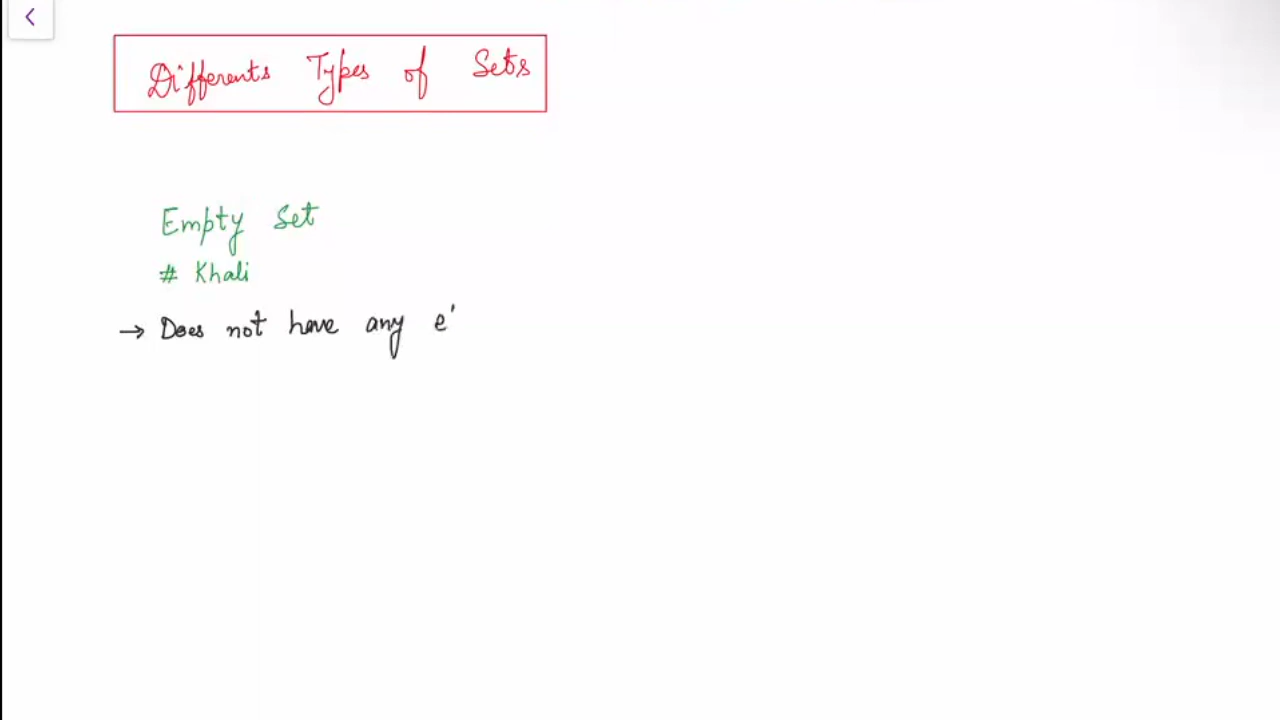 Differents Types of Sets
Empty Set
# Khali
→ Does not have any e'